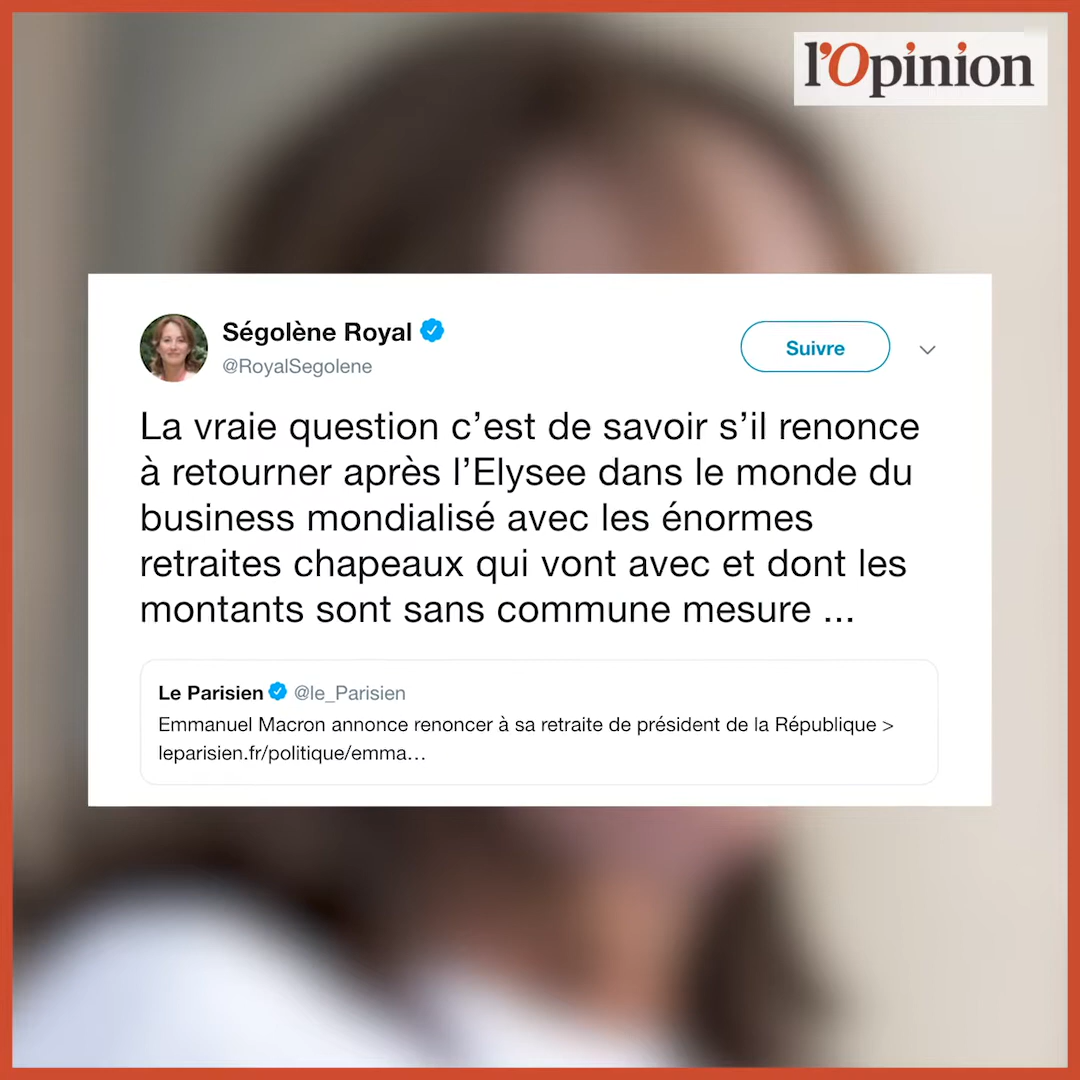 l'Opinion
Ségolène Royal
@RoyalSegolene
Suivre
La vraie question c’est de savoir s’il renonce
à retourner après l’Elysee dans le monde du
business mondialisé avec les énormes
retraites chapeaux qui vont avec et dont les
montants sont sans commune mesure ...
Le Parisien @le_Parisien
Emmanuel Macron annonce renoncer à sa retraite de président de la République >
leparisien.fr/politique/emma…